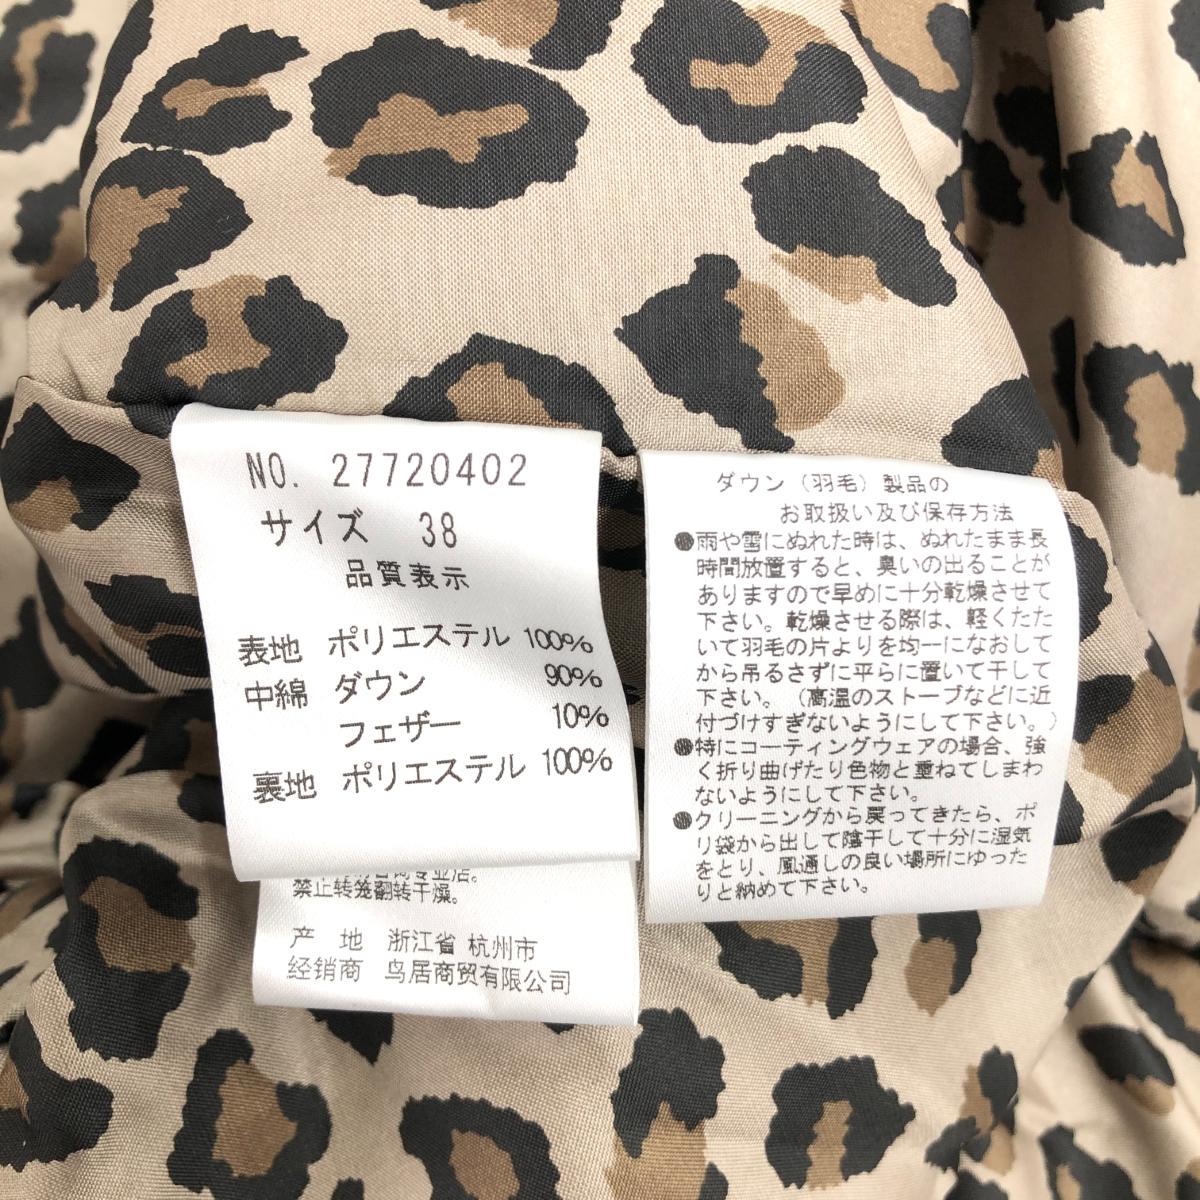 NO. 27720402
サイズ 38
品質表示
表地 ポリエステル 100%
中綿 ダウン 90%
フェザー 10%
裏地 ポリエステル 100%
禁止转笼翻转干燥。
产 地 浙江省 杭州市
经销商 鸟居商贸有限公司
ダウン（羽毛）製品の
お取扱い及び保存方法
●雨や雪にぬれた時は、ぬれたまま長
時間放置すると、臭いの出ることが
ありますので早めに十分乾燥させて
下さい。乾燥させる際は、軽くたた
いて羽毛の片よりを均一になおして
から吊るさずに平らに置いて干して
下さい。（高温のストーブなどに近
付づけすぎないようにして下さい。）
●特にコーティングウェアの場合、強
く折り曲げたり色物と重ねてしまわ
ないようにして下さい。
●クリーニングから戻ってきたら、ポ
リ袋から出して陰干して十分に湿気
をとり、風通しの良い場所にゆった
りと納めて下さい。